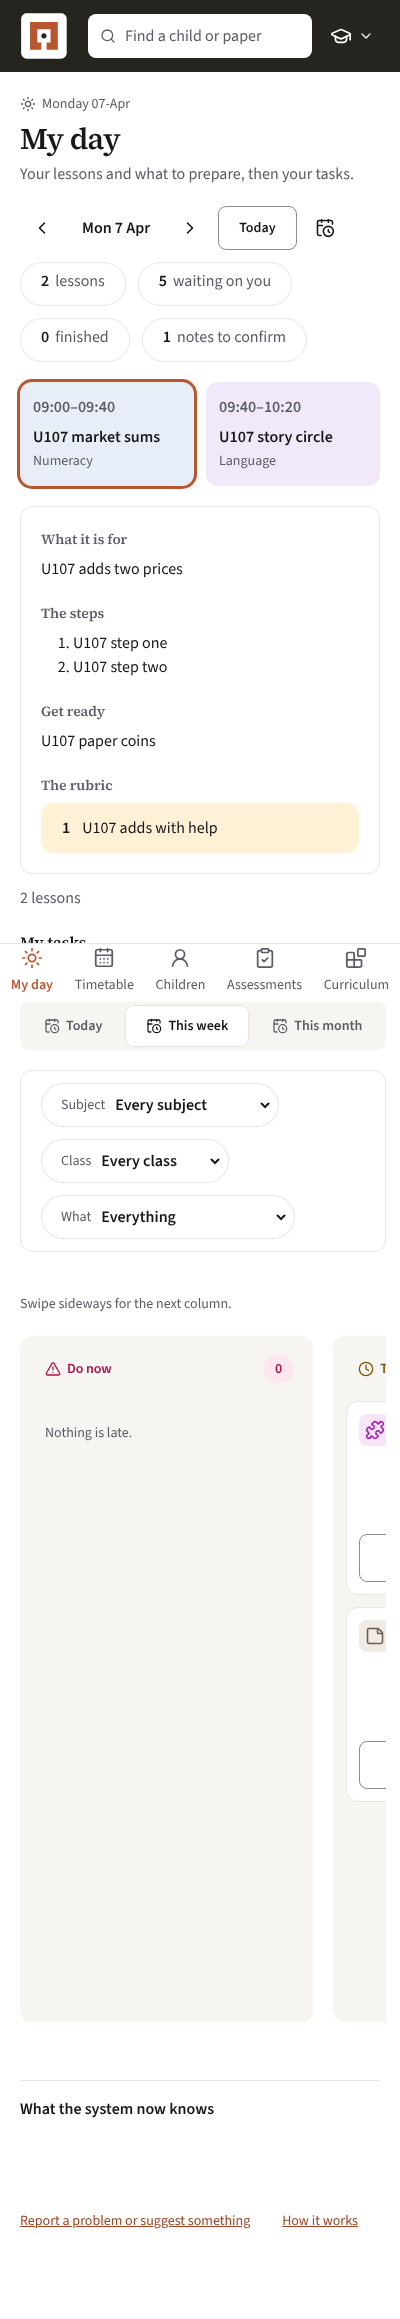 Find a child or paper
Monday 07-Apr
My day
Your lessons and what to prepare, then your tasks.
Mon 7 Apr
Today
2 lessons
5 waiting on you
0 finished
1 notes to confirm
09:00–09:40
U107 market sums
Numeracy
09:40–10:20
U107 story circle
Language
What it is for
U107 adds two prices
The steps
1. U107 step one
2. U107 step two
Get ready
U107 paper coins
The rubric
1 U107 adds with help
2 lessons
My tasks
My day
Timetable
Children
Assessments
Curriculum
Today
This week
This month
Subject Every subject
Class Every class
What Everything
Swipe sideways for the next column.
Do now
0
Nothing is late.
What the system now knows
Report a problem or suggest something
How it works